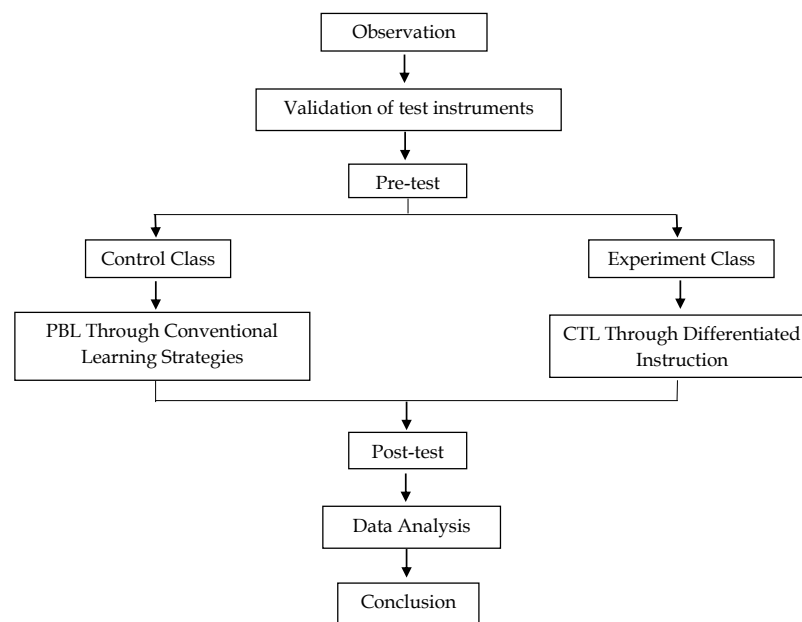 Observation
Validation of test instruments
Pre-test
Control Class
Experiment Class
PBL Through Conventional
Learning Strategies
CTL Through Differentiated
Instruction
Post-test
Data Analysis
Conclusion